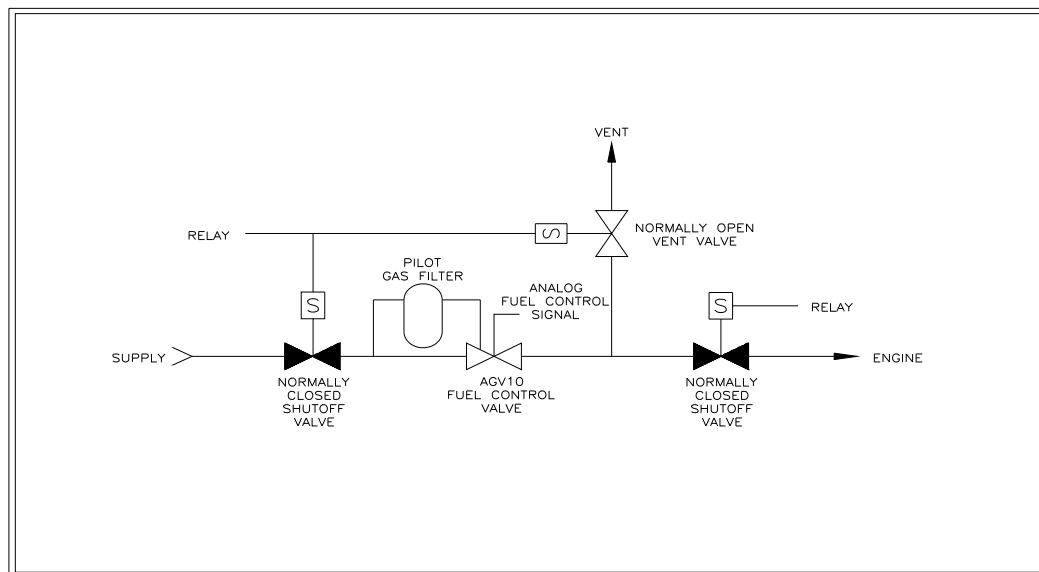 VENT
RELAY
S
NORMALLY OPEN
VENT VALVE
PILOT
GAS FILTER
ANALOG
FUEL CONTROL
SIGNAL
S
S
RELAY
SUPPLY
ENGINE
NORMALLY
CLOSED
SHUTOFF
VALVE
AGV10
FUEL CONTROL
VALVE
NORMALLY
CLOSED
SHUTOFF
VALVE